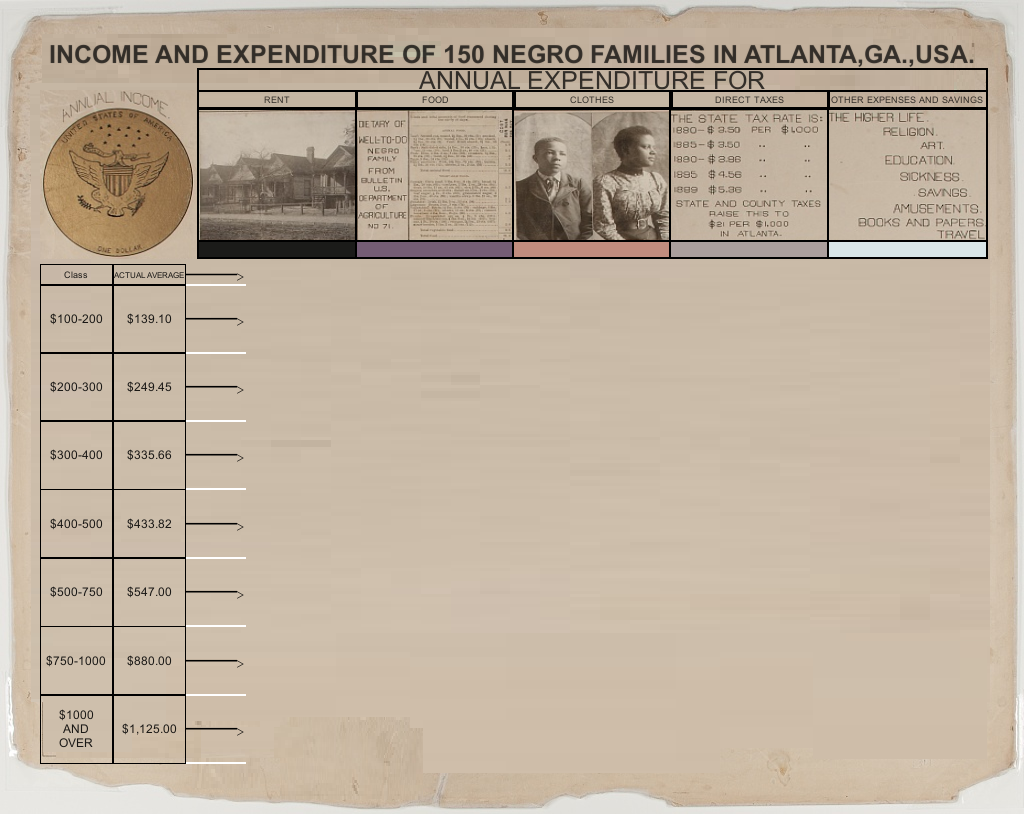 INCOME AND EXPENDITURE OF 150 NEGRO FAMILIES IN ATLANTA,GA.,USA.
ANNUAL EXPENDITURE FOR
ANNUAL INCOME
UNITED STATES OF AMERICA
ONE DOLLAR
RENT
FOOD
CLOTHES
DIRECT TAXES
OTHER EXPENSES AND SAVINGS
DIETARY OF
WELL-TO-DO
NEGRO
FAMILY
FROM
BULLETIN
U.S.
DEPARTMENT
OF
AGRICULTURE
NO 71.
THE STATE TAX RATE IS:
1880-$ 3.50 PER $1,000
1885-$ 3.50 " "
1890-$ 3.96 " "
1895 $ 4.56 " "
1899 $ 5.36 " "
STATE AND COUNTY TAXES
RAISE THIS TO
$21 PER $1.000
IN ATLANTA.
THE HIGHER LIFE.
RELIGION.
ART.
EDUCATION.
SICKNESS.
SAVINGS.
AMUSEMENTS.
BOOKS AND PAPERS
TRAVEL
Class ACTUAL AVERAGE
$100-200 $139.10
$200-300 $249.45
$300-400 $335.66
$400-500 $433.82
$500-750 $547.00
$750-1000 $880.00
$1000
AND
OVER
$1,125.00